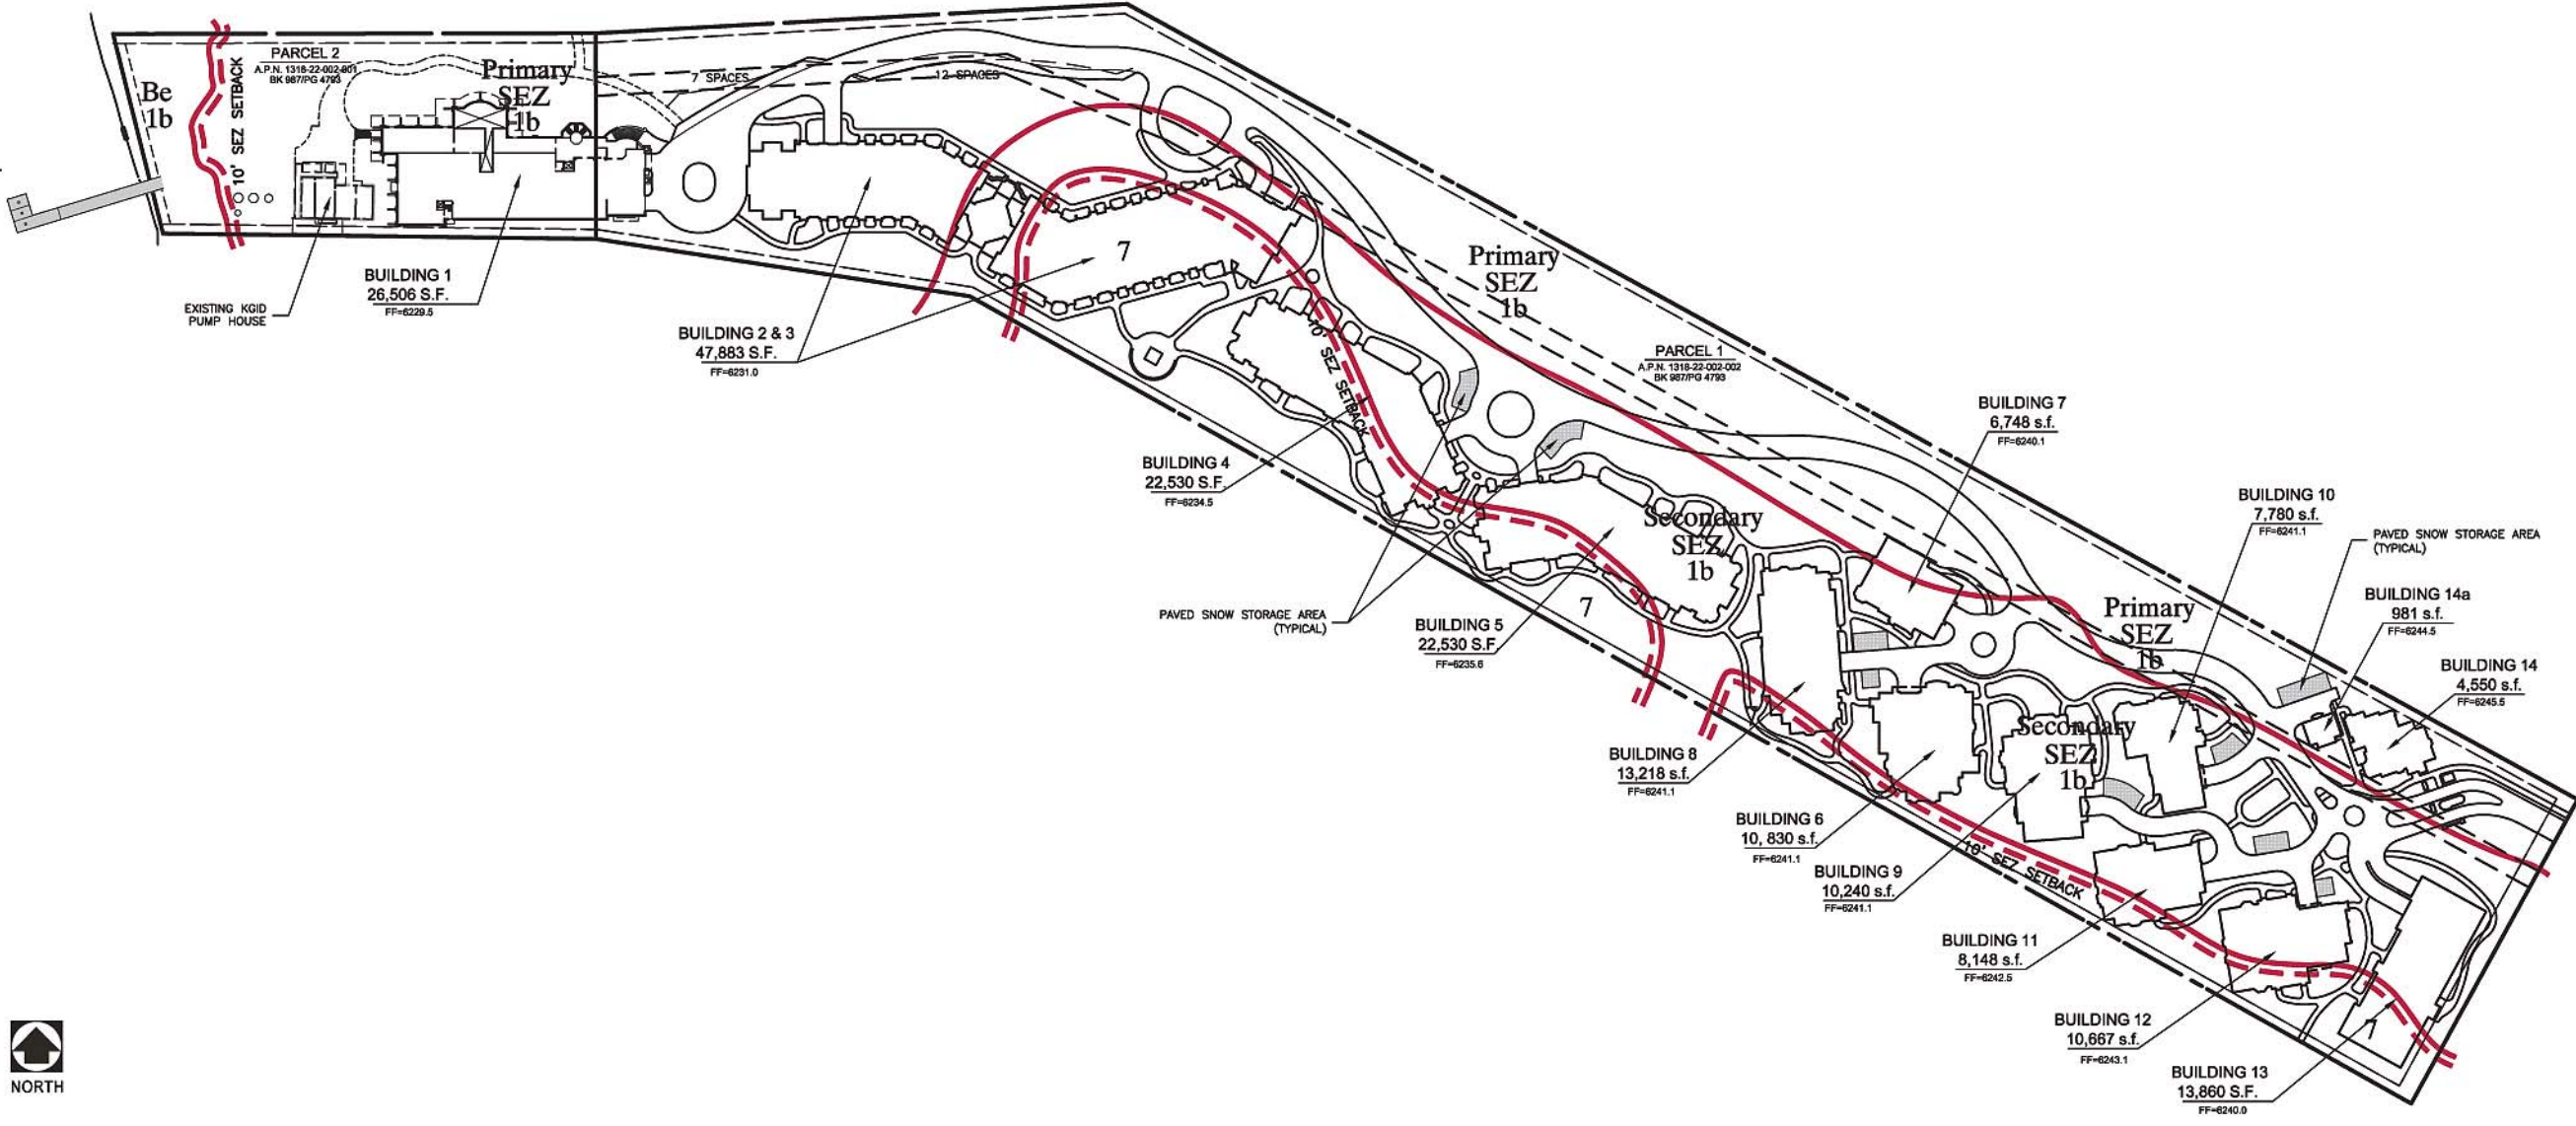 PARCEL 2
A.P.N. 1318-22-002-001
BK 987/PG 4793
Primary
SEZ
1b
Be
1b
10' SEZ SETBACK
7 SPACES
12 SPACES
EXISTING KGID
PUMP HOUSE
BUILDING 1
26,506 S.F.
FF=6229.5
BUILDING 2 & 3
47,883 S.F.
FF=6231.0
7
Primary
SEZ
1b
PARCEL 1
A.P.N. 1318-22-002-002
BK 987/PG 4793
10' SEZ SETBACK
BUILDING 4
22,530 S.F.
FF=6234.5
PAVED SNOW STORAGE AREA
(TYPICAL)
BUILDING 5
22,530 S.F.
FF=6235.6
Secondary
SEZ
1b
7
BUILDING 7
6,748 s.f.
FF=6240.1
BUILDING 10
7,780 s.f.
FF=6241.1
PAVED SNOW STORAGE AREA
(TYPICAL)
BUILDING 14a
981 s.f.
FF=6244.5
BUILDING 14
4,550 s.f.
FF=6245.5
Primary
SEZ
1b
Secondary
SEZ
1b
BUILDING 8
13,218 s.f.
FF=6241.1
BUILDING 6
10, 830 s.f.
FF=6241.1
BUILDING 9
10,240 s.f.
FF=6241.1
10' SEZ SETBACK
BUILDING 11
8,148 s.f.
FF=6242.5
BUILDING 12
10,667 s.f.
FF=6243.1
BUILDING 13
13,860 S.F.
FF=6240.0
7
NORTH